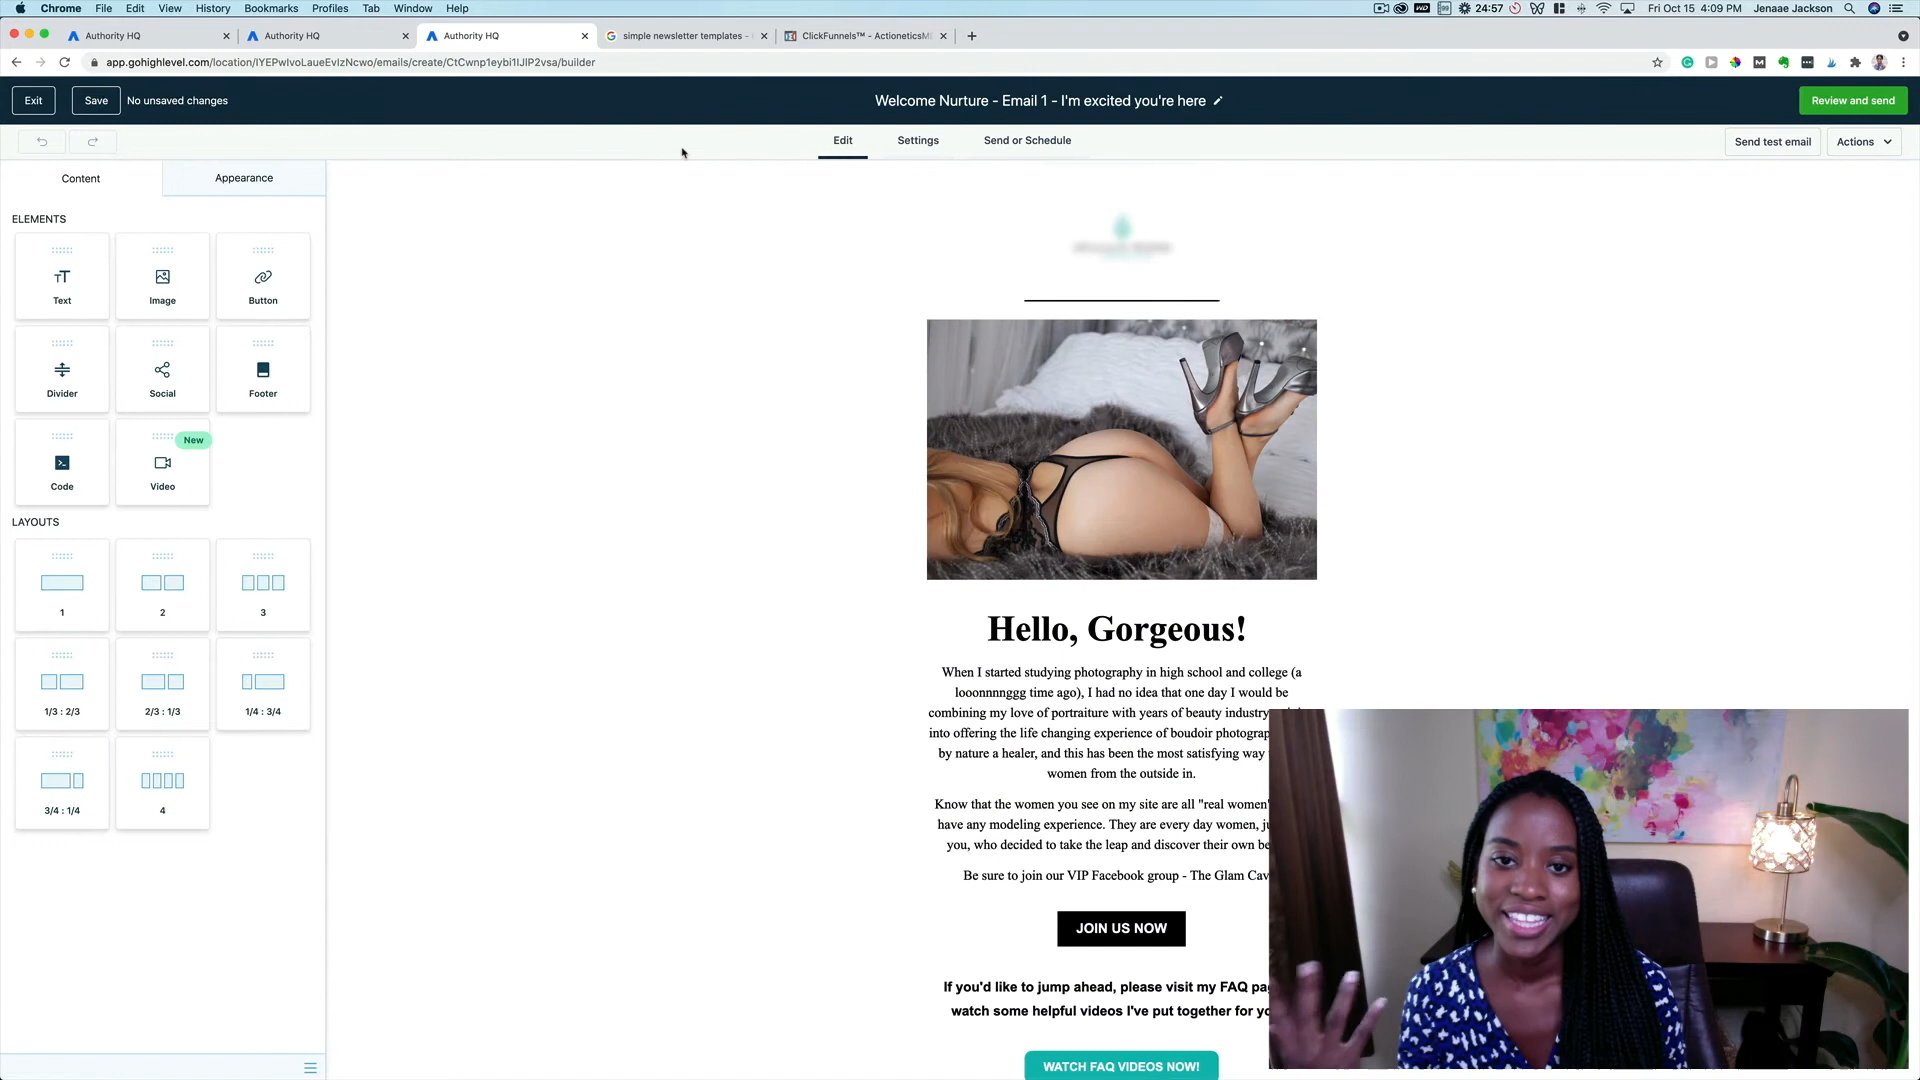 Chrome File Edit View History Bookmarks Profiles Tab Window Help 24:57 Fri Oct 15 4:09 PM Jenaae Jackson
Authority HQ Authority HQ Authority HQ simple newsletter templates - ClickFunnels™ - ActioneticsM
app.gohighlevel.com/location/IYEPwIvoLaueEvIzNcwo/emails/create/CtCwnp1eybi1IJIP2vsa/builder
Exit Save No unsaved changes Welcome Nurture - Email 1 - I'm excited you're here Review and send
Edit Settings Send or Schedule Send test email Actions
Content Appearance
ELEMENTS
Text Image Button
Divider Social Footer
New
Code Video
LAYOUTS
1 2 3
1/3 : 2/3 2/3 : 1/3 1/4 : 3/4
3/4 : 1/4 4
Hello, Gorgeous!
When I started studying photography in high school and college (a
looonnnnggg time ago), I had no idea that one day I would be
combining my love of portraiture with years of beauty industry
into offering the life changing experience of boudoir photograp
by nature a healer, and this has been the most satisfying way
women from the outside in.
Know that the women you see on my site are all "real women"
have any modeling experience. They are every day women, ju
you, who decided to take the leap and discover their own be
Be sure to join our VIP Facebook group - The Glam Cav
JOIN US NOW
If you'd like to jump ahead, please visit my FAQ pag
watch some helpful videos I've put together for yo
WATCH FAQ VIDEOS NOW!